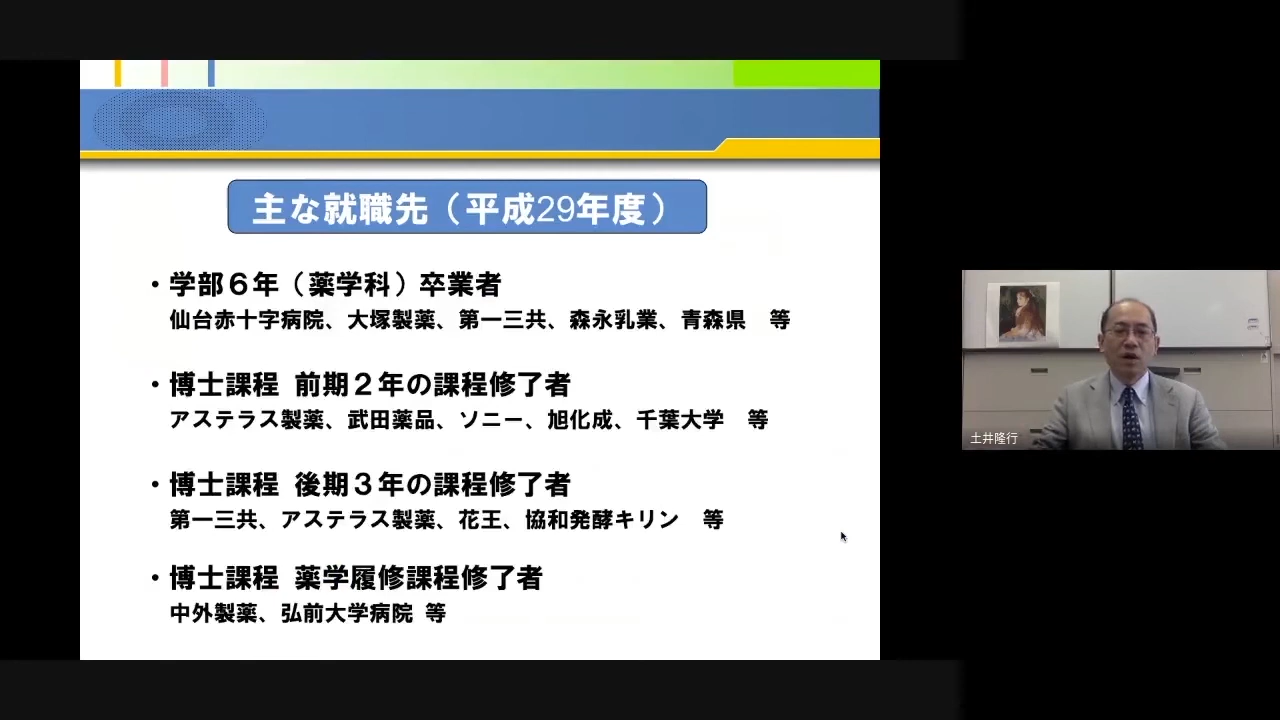 主な就職先（平成29年度）
・学部６年（薬学科）卒業者
仙台赤十字病院、大塚製薬、第一三共、森永乳業、青森県　等
・博士課程 前期２年の課程修了者
アステラス製薬、武田薬品、ソニー、旭化成、千葉大学　等
・博士課程 後期３年の課程修了者
第一三共、アステラス製薬、花王、協和発酵キリン　等
・博士課程 薬学履修課程修了者
中外製薬、弘前大学病院 等
土井隆行